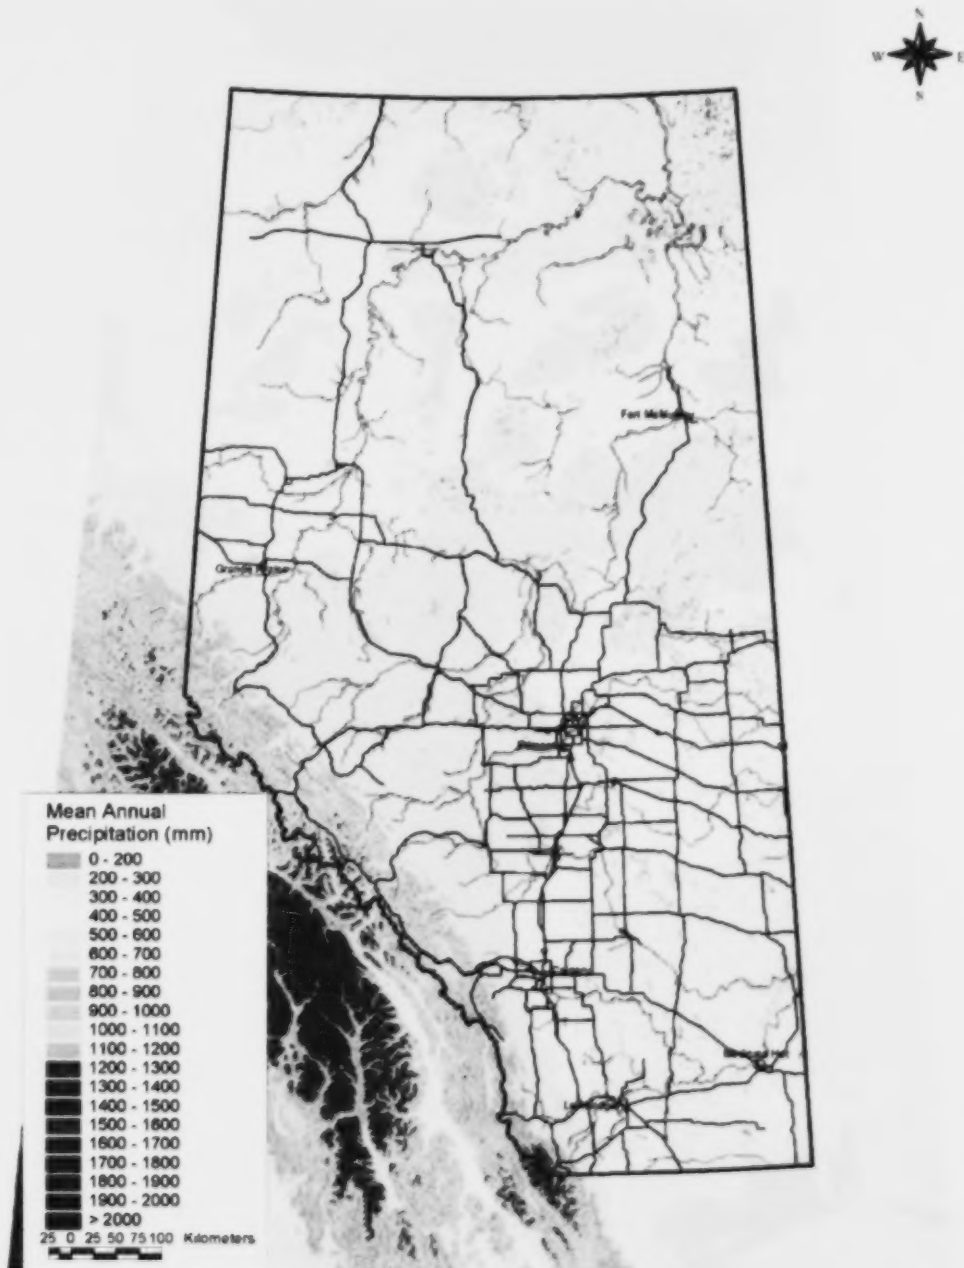 N
W E
S
Fort McMurray
Grande Prairie
Mean Annual
Precipitation (mm)
0 - 200
200 - 300
300 - 400
400 - 500
500 - 600
600 - 700
700 - 800
800 - 900
900 - 1000
1000 - 1100
1100 - 1200
1200 - 1300
1300 - 1400
1400 - 1500
1500 - 1600
1600 - 1700
1700 - 1800
1800 - 1900
1900 - 2000
> 2000
25 0 25 50 75 100 Kilometers